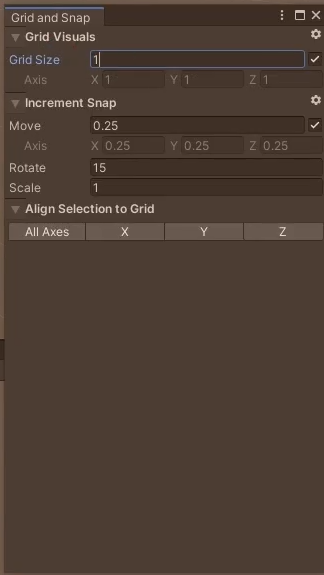 Grid and Snap
Grid Visuals
Grid Size 1
Axis X 1 Y 1 Z 1
Increment Snap
Move 0.25
Axis X 0.25 Y 0.25 Z 0.25
Rotate 15
Scale 1
Align Selection to Grid
All Axes X Y Z